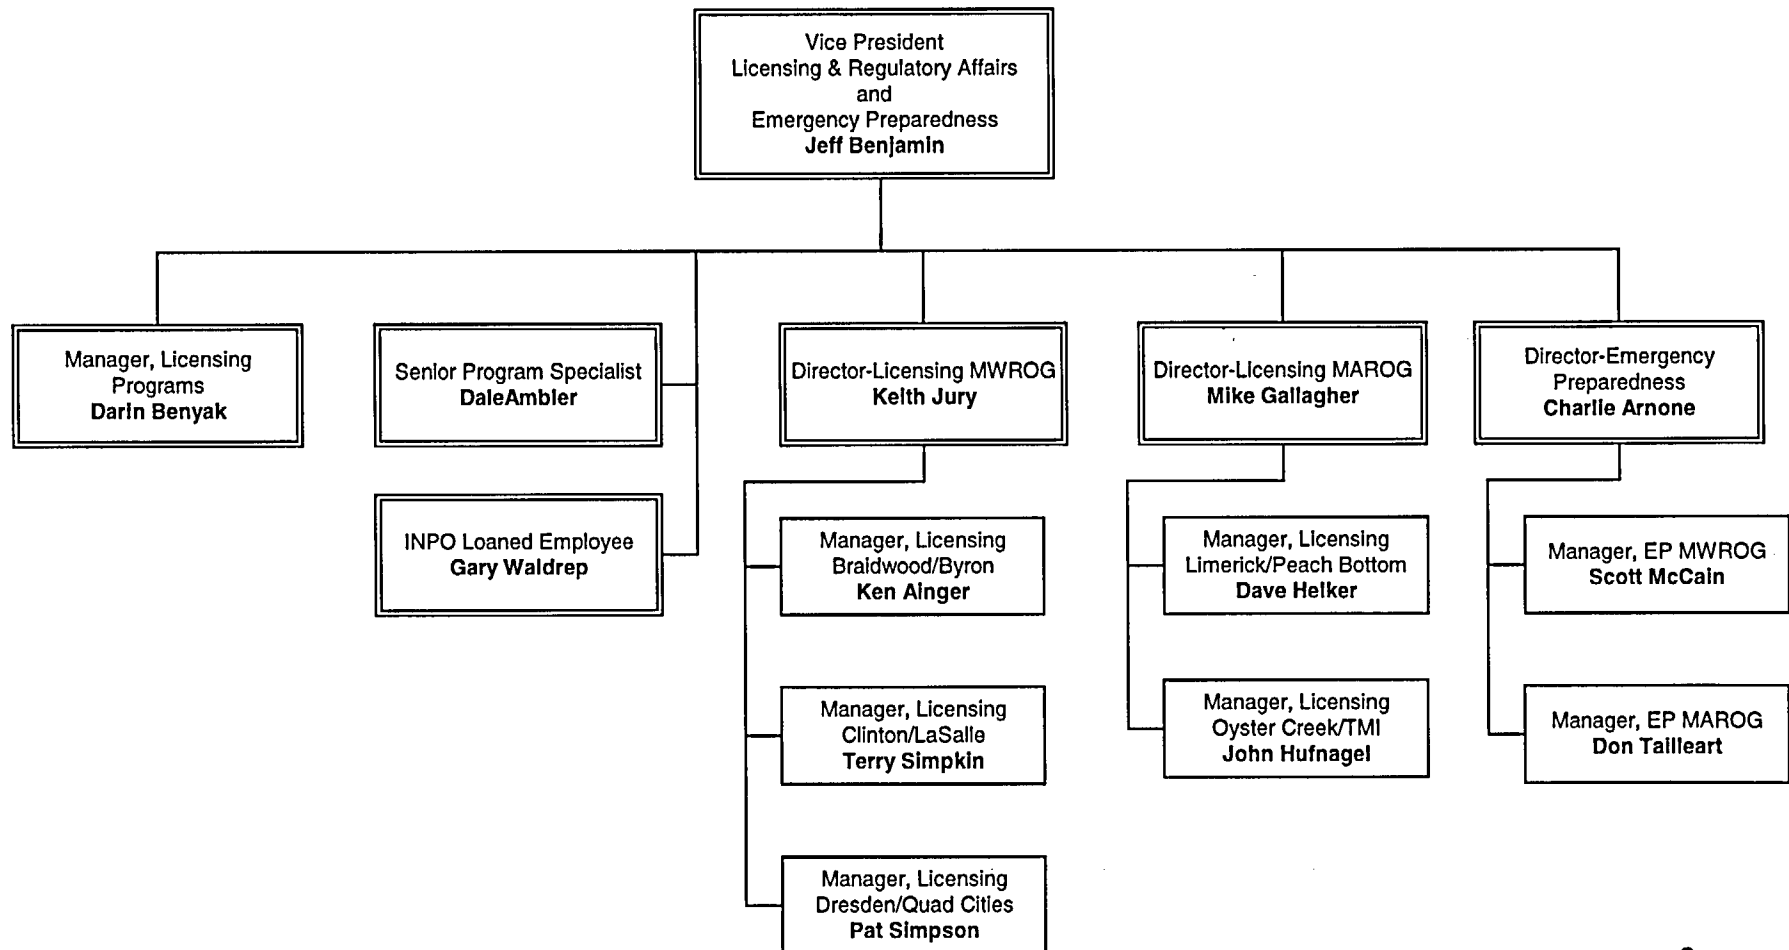 Vice President
Licensing & Regulatory Affairs
and
Emergency Preparedness
Jeff Benjamin
Manager, Licensing
Programs
Darin Benyak
Senior Program Specialist
DaleAmbler
INPO Loaned Employee
Gary Waldrep
Director-Licensing MWROG
Keith Jury
Manager, Licensing
Braidwood/Byron
Ken Ainger
Manager, Licensing
Clinton/LaSalle
Terry Simpkin
Manager, Licensing
Dresden/Quad Cities
Pat Simpson
Director-Licensing MAROG
Mike Gallagher
Manager, Licensing
Limerick/Peach Bottom
Dave Helker
Manager, Licensing
Oyster Creek/TMI
John Hufnagel
Director-Emergency
Preparedness
Charlie Arnone
Manager, EP MWROG
Scott McCain
Manager, EP MAROG
Don Tailleart